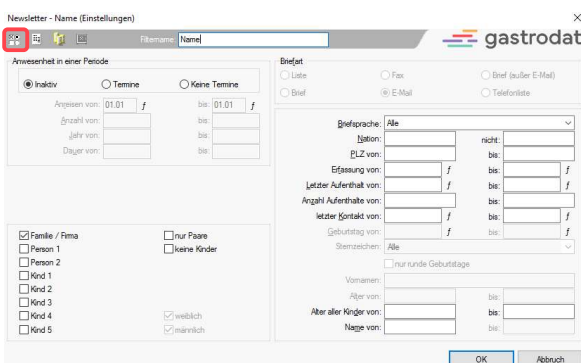 Newsletter - Name (Einstellungen)
Filtername: Name
gastrodat
Anwesenheit in einer Periode
Inaktiv Termine Keine Termine
Anreisen von: 01.01 f bis: 01.01 f
Anzahl von: bis:
Jahr von: bis:
Dauer von: bis:
Familie / Firma nur Paare
Person 1 keine Kinder
Person 2
Kind 1
Kind 2
Kind 3
Kind 4 weiblich
Kind 5 männlich
Briefart
Liste Fax Brief (außer E-Mail)
Brief E-Mail Telefonliste
Briefsprache: Alle
Nation: nicht:
PLZ von: bis:
Erfassung von: f bis: f
Letzter Aufenthalt von: f bis: f
Anzahl Aufenthalte von: bis:
letzter Kontakt von: f bis: f
Geburtstag von: f bis: f
Sternzeichen: Alle
nur runde Geburtstage
Vornamen:
Alter von: bis:
Alter aller Kinder von: bis:
Name von: bis:
OK Abbruch